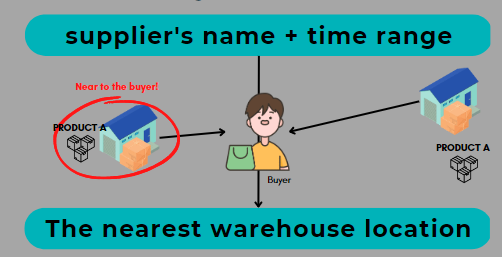 supplier's name + time range
Near to the buyer!
PRODUCT A
PRODUCT A
Buyer
The nearest warehouse location